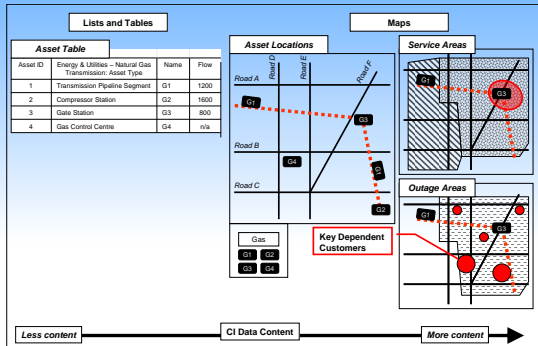 Lists and Tables
Maps
Asset Table
Asset ID Energy & Utilities – Natural Gas Transmission: Asset Type Name Flow
1 Transmission Pipeline Segment G1 1200
2 Compressor Station G2 1600
3 Gate Station G3 800
4 Gas Control Centre G4 n/a
Asset Locations
Road D
Road E
Road F
Road A
G1
G3
Road B
G4
G1
Road C
G2
Gas
G1 G2
G3 G4
Service Areas
G1
G3
Outage Areas
G1
G3
Key Dependent
Customers
Less content
CI Data Content
More content